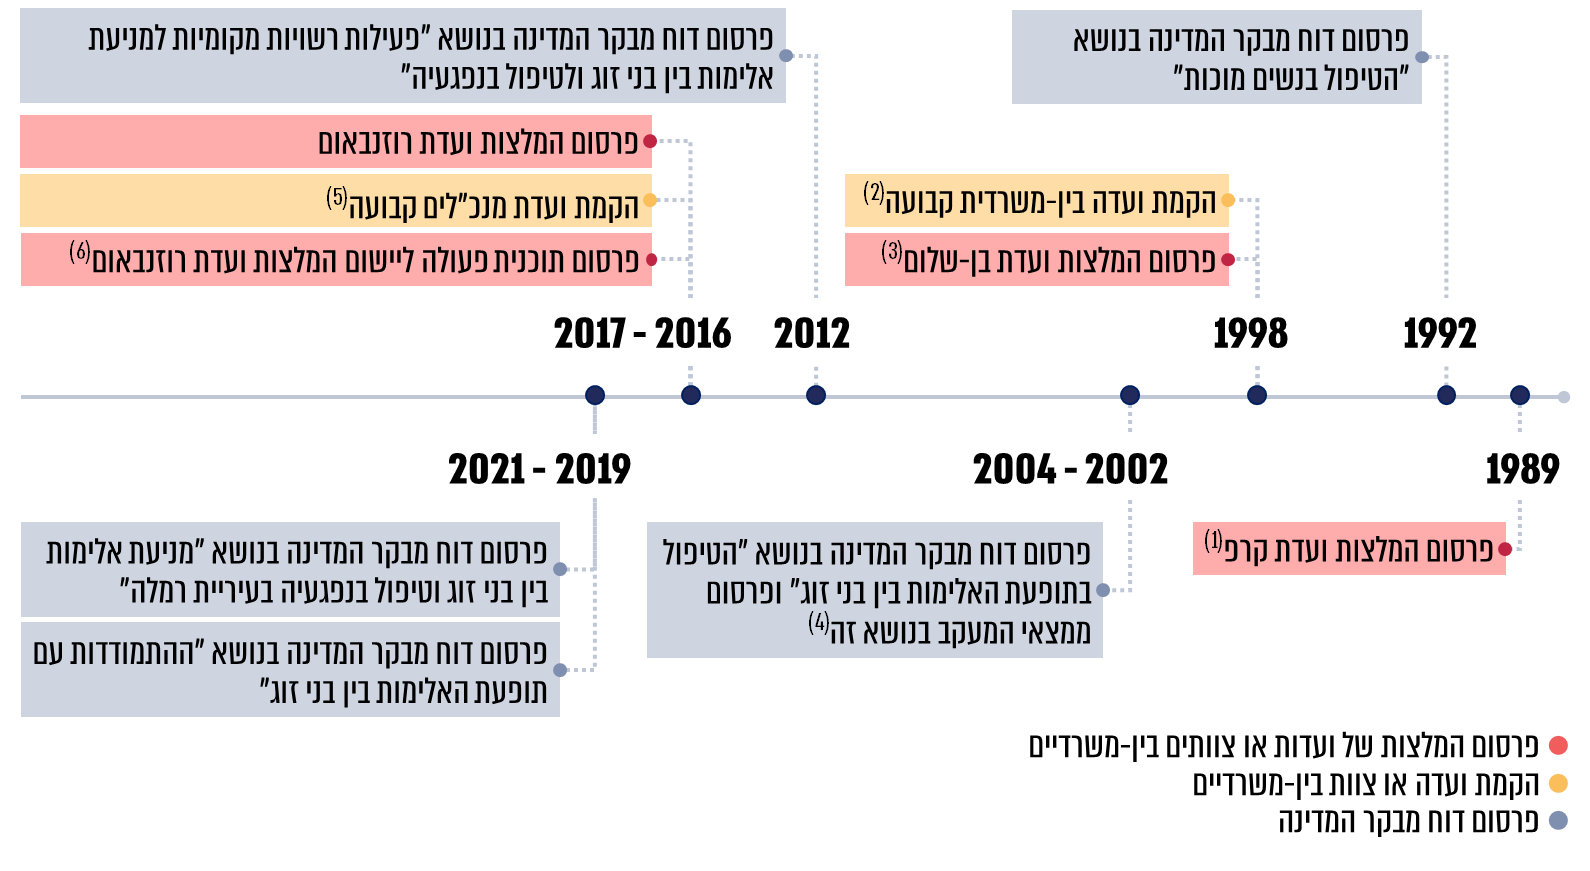 פרסום דוח מבקר המדינה בנושא
"הטיפול בנשים מוכות"
פרסום דוח מבקר המדינה בנושא "פעילות רשויות מקומיות למניעת
אלימות בין בני זוג ולטיפול בנפגעיה"
הקמת ועדה בין-משרדית קבועה(2)
פרסום המלצות ועדת בן-שלום(3)
פרסום המלצות ועדת רוזנבאום
הקמת ועדת מנכ"לים קבועה(5)
פרסום תוכנית פעולה ליישום המלצות ועדת רוזנבאום(6)
1992
1998
2012
2016 - 2017
1989
2002 - 2004
2019 - 2021
פרסום המלצות ועדת קרפ(1)
פרסום דוח מבקר המדינה בנושא "הטיפול
בתופעת האלימות בין בני זוג" ופרסום
ממצאי המעקב בנושא זה(4)
פרסום דוח מבקר המדינה בנושא "מניעת אלימות
בין בני זוג וטיפול בנפגעיה בעיריית רמלה"
פרסום דוח מבקר המדינה בנושא "ההתמודדות עם
תופעת האלימות בין בני זוג"
פרסום המלצות של ועדות או צוותים בין-משרדיים
הקמת ועדה או צוות בין-משרדיים
פרסום דוח מבקר המדינה